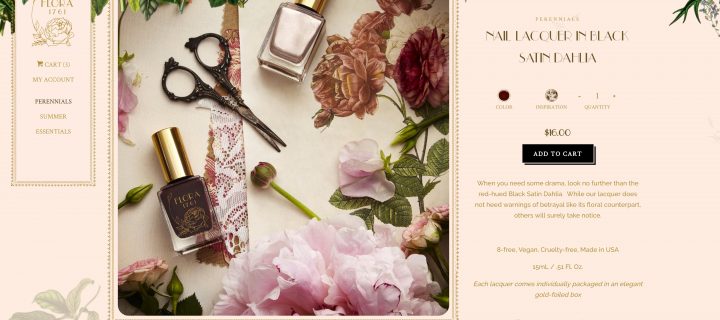 FLORA
1761
CART (3)
MY ACCOUNT
PERENNIALS
SUMMER
ESSENTIALS
FLORA
1761
PERENNIALS
NAIL LACQUER IN BLACK
SATIN DAHLIA
- 1 +
COLOR INSPIRATION QUANTITY
$16.00
ADD TO CART
When you need some drama, look no further than the
red-hued Black Satin Dahlia. While our lacquer does
not heed warnings of betrayal like its floral counterpart,
others will surely take notice.
8-free, Vegan, Cruelty-free, Made in USA
15mL / .51 Fl. Oz.
Each lacquer comes individually packaged in an elegant
gold-foiled box